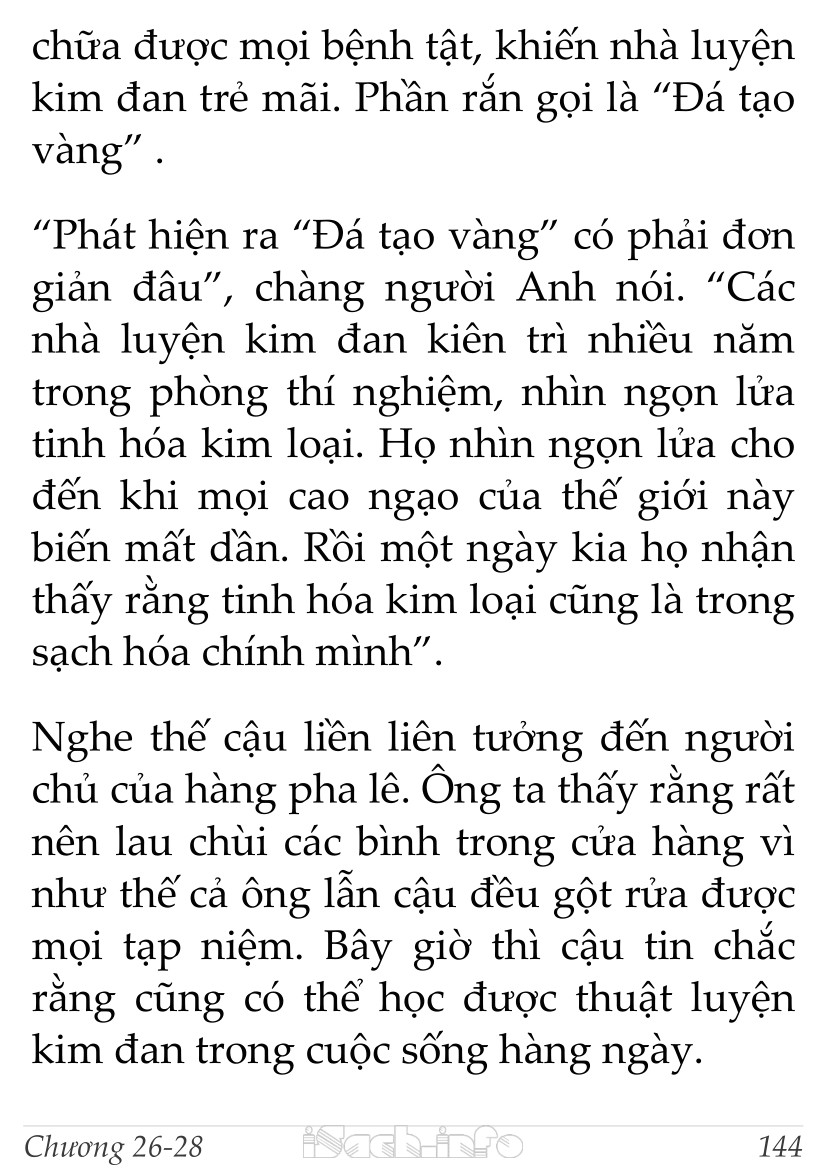 chữa được mọi bệnh tật, khiến nhà luyện
kim đan trẻ mãi. Phần rắn gọi là “Đá tạo
vàng” .
“Phát hiện ra “Đá tạo vàng” có phải đơn
giản đâu”, chàng người Anh nói. “Các
nhà luyện kim đan kiên trì nhiều năm
trong phòng thí nghiệm, nhìn ngọn lửa
tinh hóa kim loại. Họ nhìn ngọn lửa cho
đến khi mọi cao ngạo của thế giới này
biến mất dần. Rồi một ngày kia họ nhận
thấy rằng tinh hóa kim loại cũng là trong
sạch hóa chính mình”.
Nghe thế cậu liền liên tưởng đến người
chủ của hàng pha lê. Ông ta thấy rằng rất
nên lau chùi các bình trong cửa hàng vì
như thế cả ông lẫn cậu đều gột rửa được
mọi tạp niệm. Bây giờ thì cậu tin chắc
rằng cũng có thể học được thuật luyện
kim đan trong cuộc sống hàng ngày.
Chương 26-28 iSach.info 144